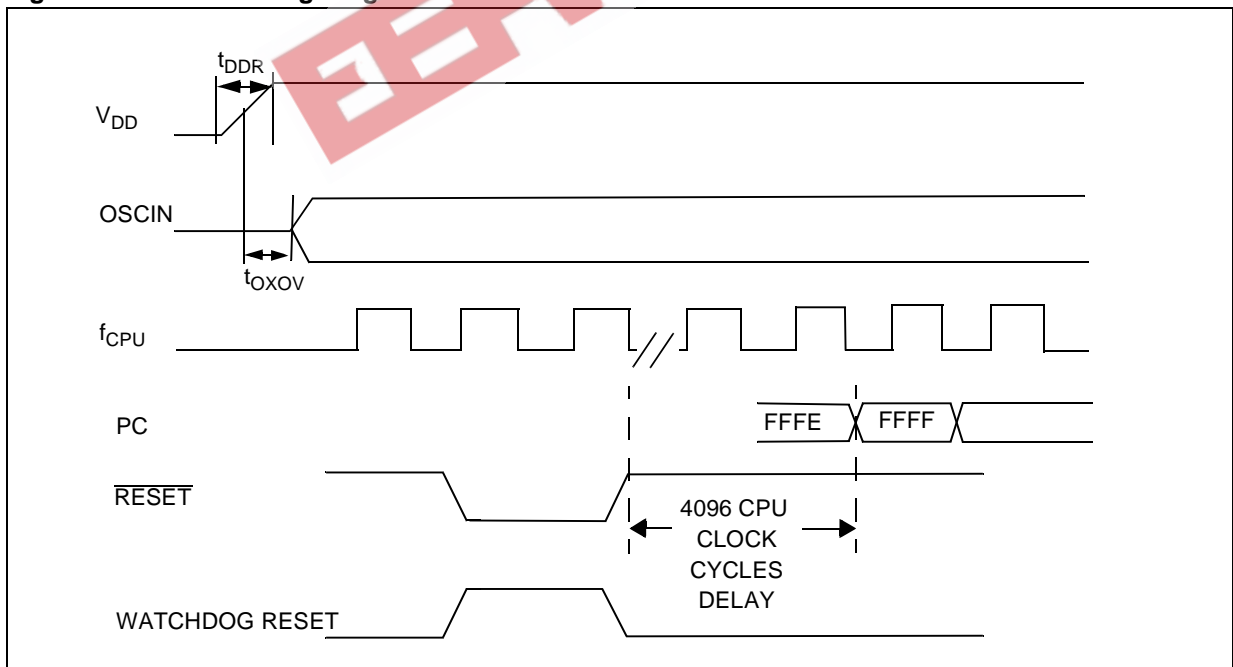 tDDR
VDD
OSCIN
tOXOV
fCPU
PC
FFFE
FFFF
RESET
4096 CPU
CLOCK
CYCLES
DELAY
WATCHDOG RESET